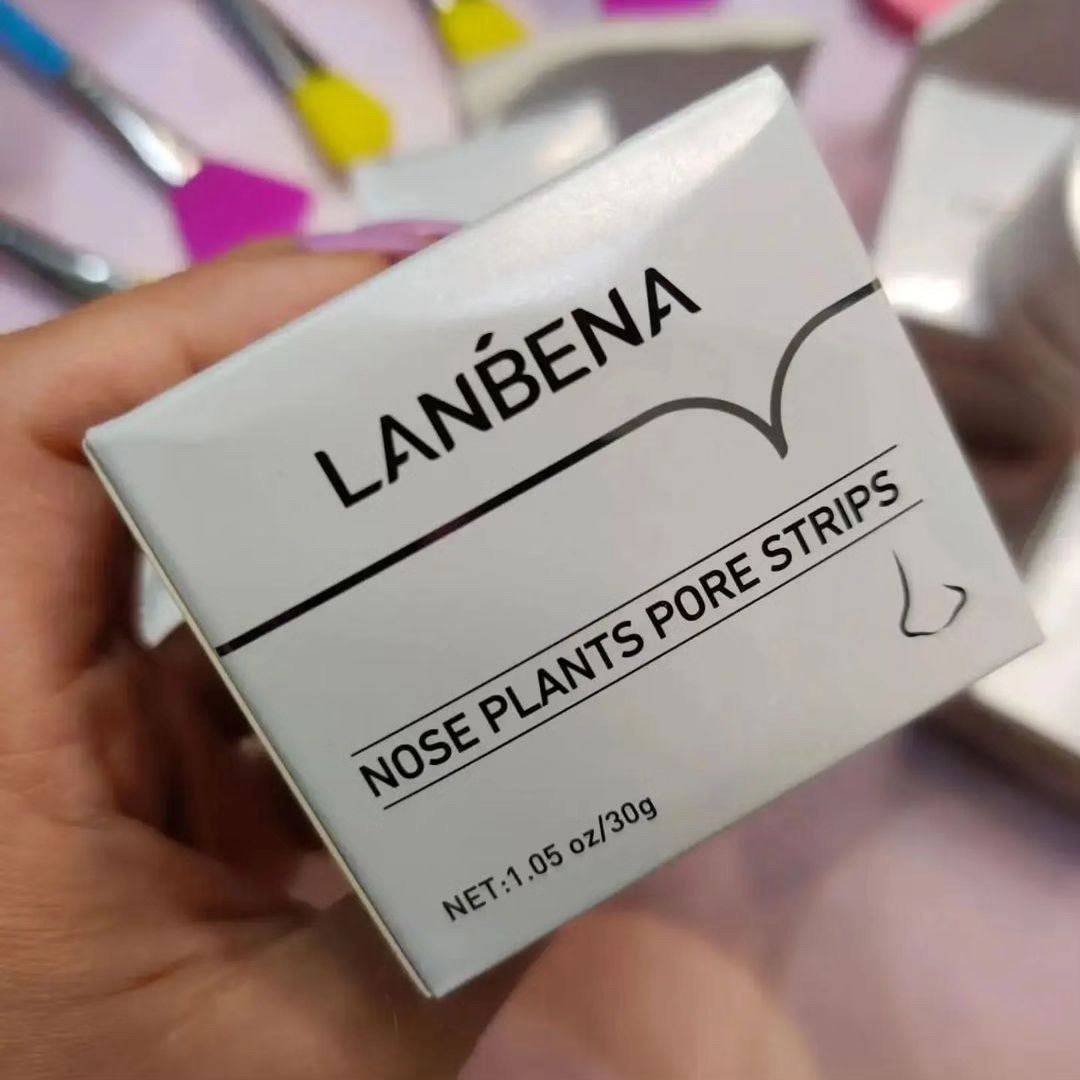 LANBENA
NOSE PLANTS PORE STRIPS
NET:1.05 oz/30g